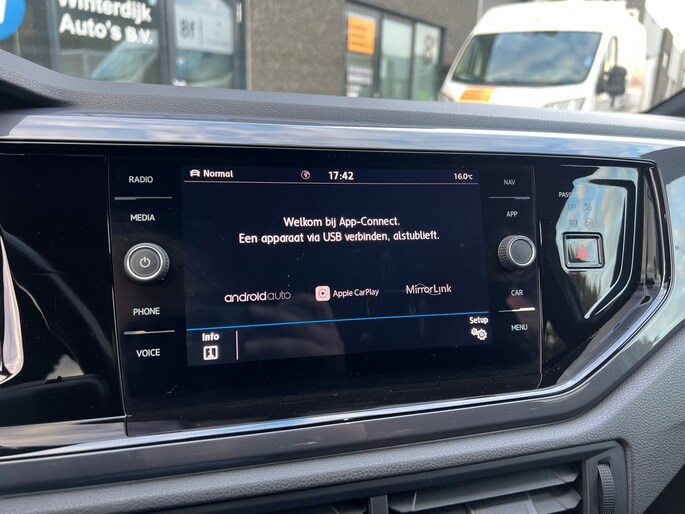 Winterdijk
Auto's B.V.
RADIO
MEDIA
PHONE
VOICE
Normal
17:42
16.0°C
Welkom bij App-Connect.
Een apparaat via USB verbinden, alstublieft.
androidauto
Apple CarPlay
MirrorLink
Info
Setup
NAV
APP
CAR
MENU